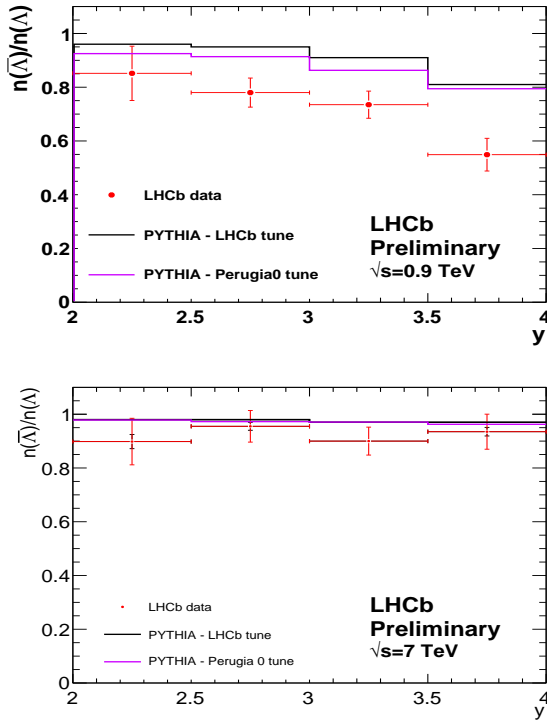 n(Λ̅)/n(Λ)
1
0.8
0.6
0.4
0.2
0
LHCb data
PYTHIA - LHCb tune
PYTHIA - Perugia0 tune
LHCb
Preliminary
√s=0.9 TeV
2 2.5 3 3.5 4
y
n(Λ̅)/n(Λ)
1
0.8
0.6
0.4
0.2
0
LHCb data
PYTHIA - LHCb tune
PYTHIA - Perugia 0 tune
LHCb
Preliminary
√s=7 TeV
2 2.5 3 3.5 4
y